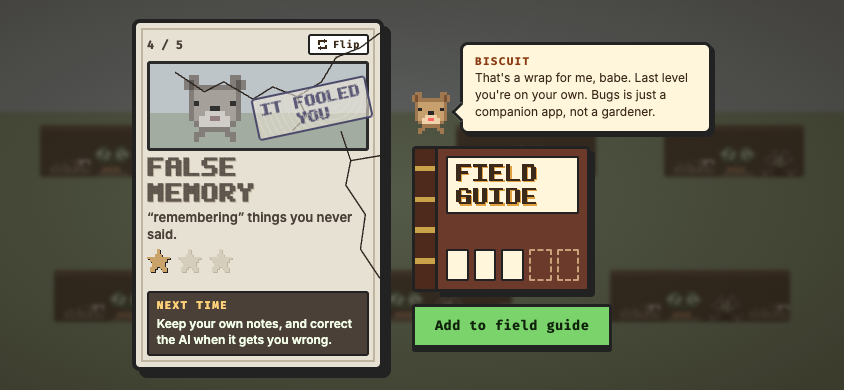 4 / 5
Flip
IT FOOLED
YOU
FALSE
MEMORY
“remembering” things you never
said.
NEXT TIME
Keep your own notes, and correct
the AI when it gets you wrong.
BISCUIT
That's a wrap for me, babe. Last level
you're on your own. Bugs is just a
companion app, not a gardener.
FIELD
GUIDE
Add to field guide